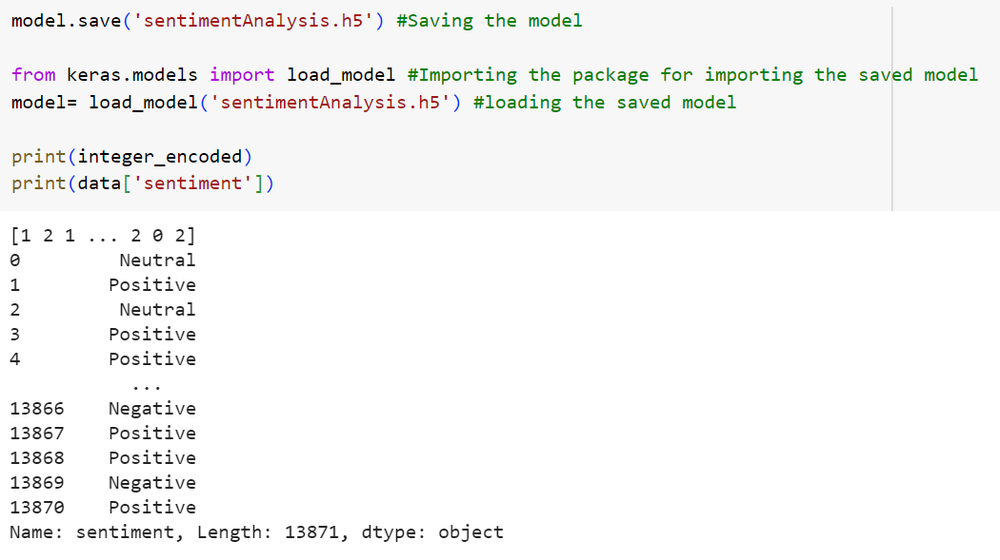 model.save('sentimentAnalysis.h5') #Saving the model
from keras.models import load_model #Importing the package for importing the saved model
model= load_model('sentimentAnalysis.h5') #loading the saved model
print(integer_encoded)
print(data['sentiment'])
[1 2 1 ... 2 0 2]
0 Neutral
1 Positive
2 Neutral
3 Positive
4 Positive
...
13866 Negative
13867 Positive
13868 Positive
13869 Negative
13870 Positive
Name: sentiment, Length: 13871, dtype: object